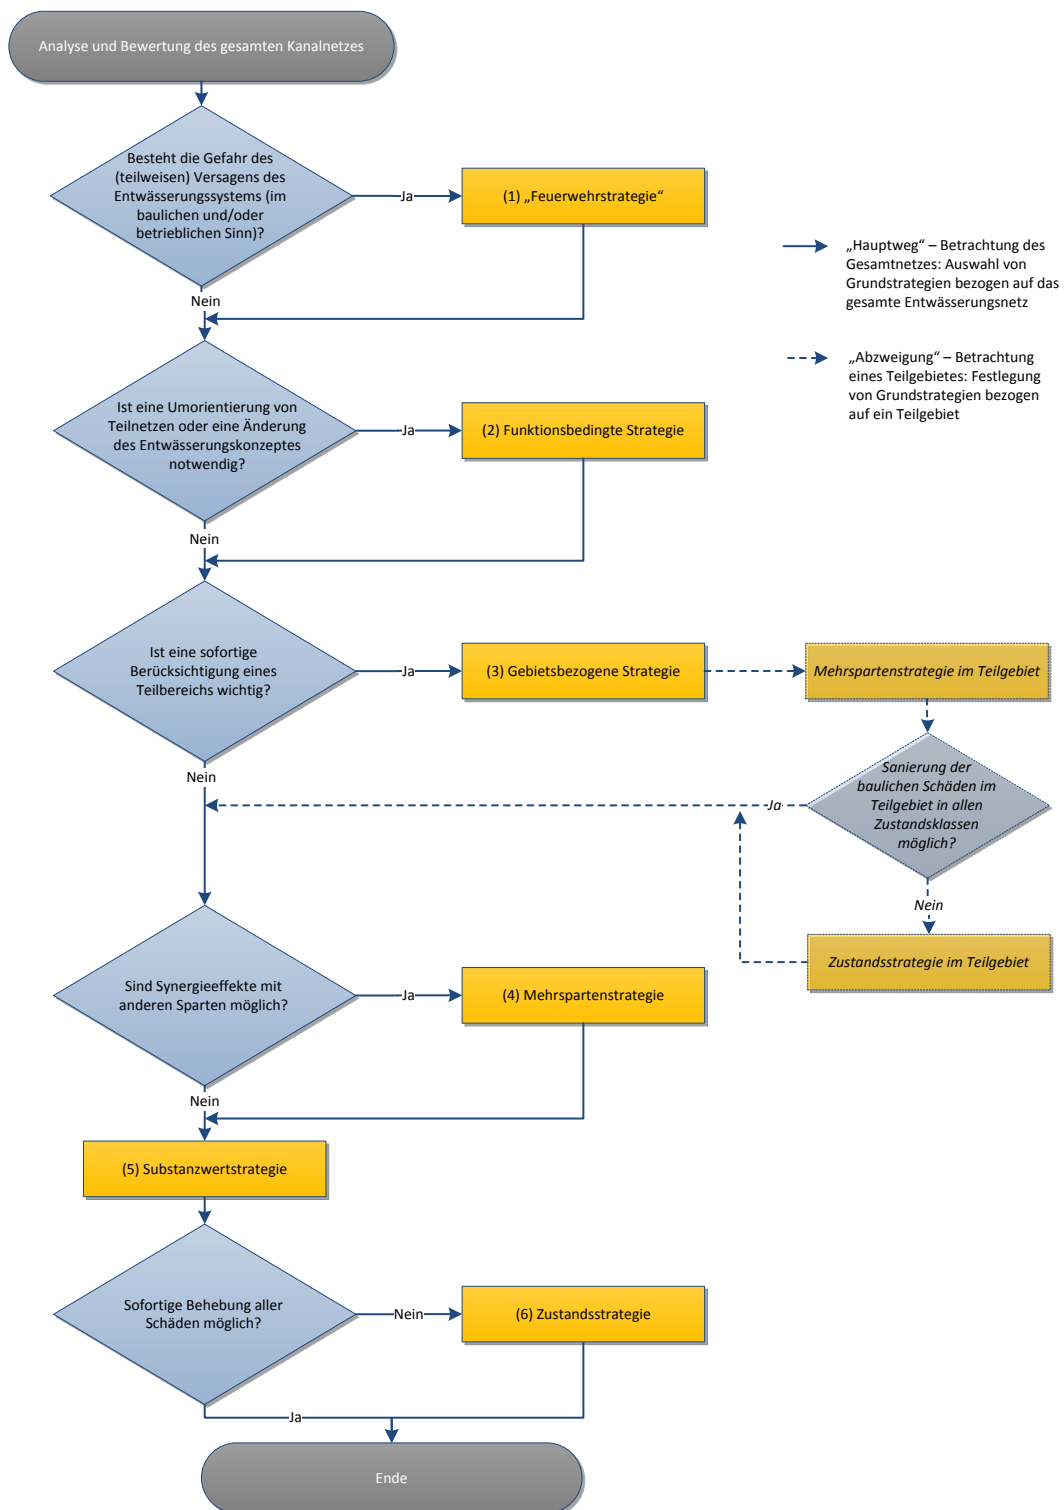 Analyse und Bewertung des gesamten Kanalnetzes
Besteht die Gefahr des
(teilweisen) Versagens des
Entwässerungssystems (im
baulichen und/oder
betrieblichen Sinn)?
Ja
(1) „Feuerwehrstrategie“
„Hauptweg“ – Betrachtung des
Gesamtnetzes: Auswahl von
Grundstrategien bezogen auf das
gesamte Entwässerungsnetz
Nein
„Abzweigung“ – Betrachtung
eines Teilgebietes: Festlegung
von Grundstrategien bezogen
auf ein Teilgebiet
Ist eine Umorientierung von
Teilnetzen oder eine Änderung
des Entwässerungskonzeptes
notwendig?
Ja
(2) Funktionsbedingte Strategie
Nein
Ist eine sofortige
Berücksichtigung eines
Teilbereichs wichtig?
Ja
(3) Gebietsbezogene Strategie
Mehrspartenstrategie im Teilgebiet
Nein
Sanierung der
baulichen Schäden im
Teilgebiet in allen
Zustandsklassen
möglich?
Ja
Nein
Zustandsstrategie im Teilgebiet
Sind Synergieeffekte mit
anderen Sparten möglich?
Ja
(4) Mehrspartenstrategie
Nein
(5) Substanzwertstrategie
Sofortige Behebung aller
Schäden möglich?
Nein
(6) Zustandsstrategie
Ja
Ende